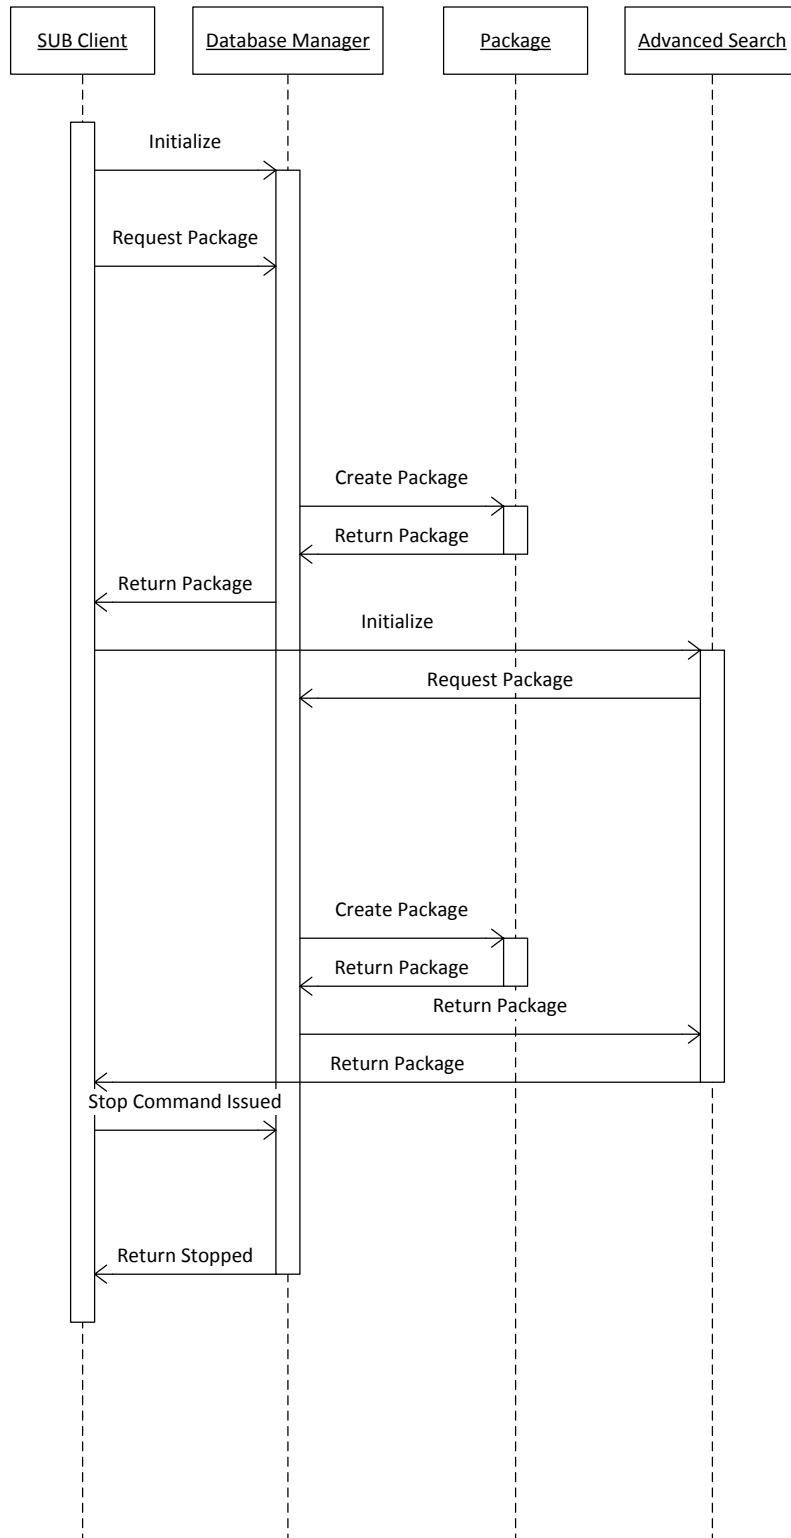 SUB Client
Database Manager
Package
Advanced Search
Initialize
Request Package
Create Package
Return Package
Return Package
Initialize
Request Package
Create Package
Return Package
Return Package
Return Package
Stop Command Issued
Return Stopped